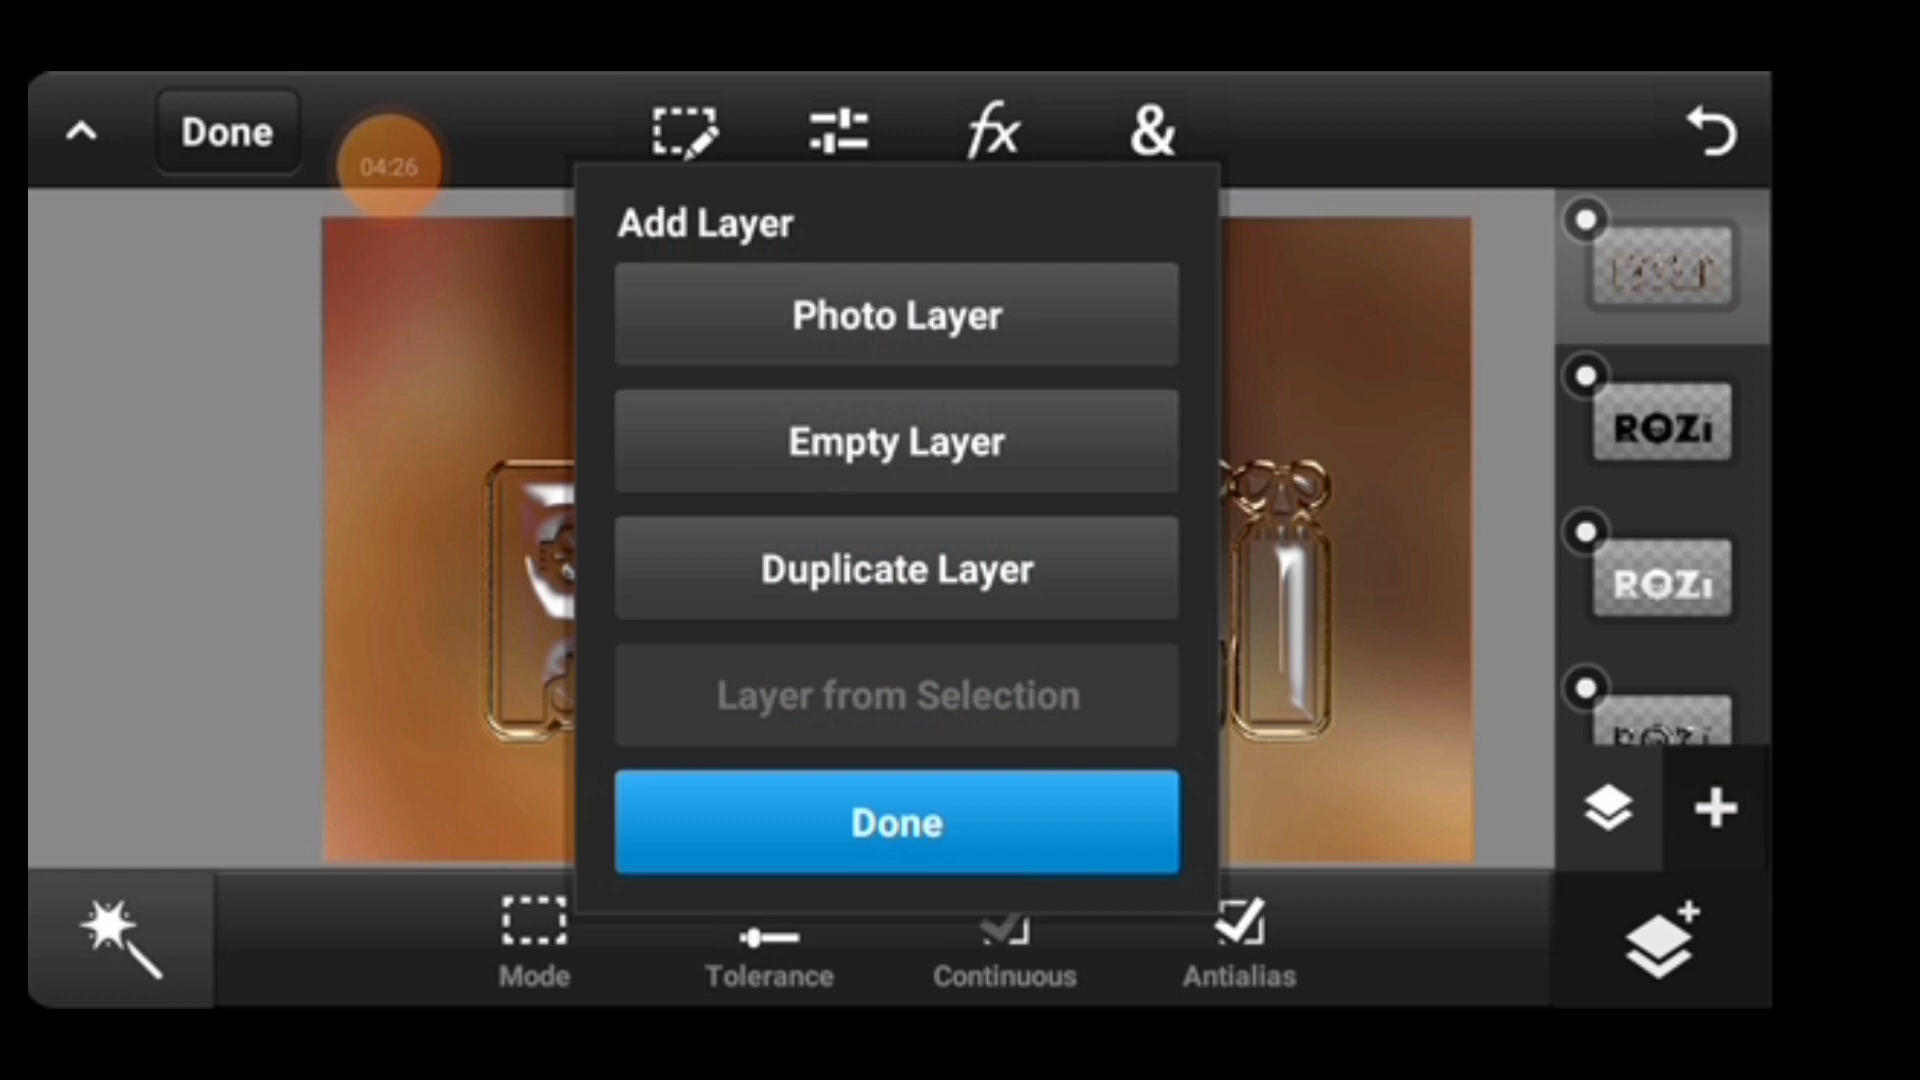 Done
fx
&
04:26
Add Layer
Photo Layer
Empty Layer
Duplicate Layer
Layer from Selection
Done
ROZi
ROZi
ROZi
Mode
Tolerance
Continuous
Antialias